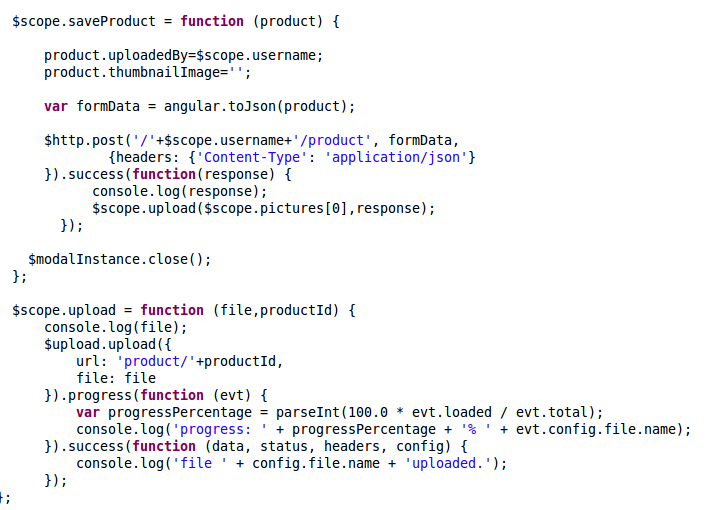 $scope.saveProduct = function (product) {
product.uploadedBy=$scope.username;
product.thumbnailImage='';
var formData = angular.toJson(product);
$http.post('/'+$scope.username+'/product', formData,
{headers: {'Content-Type': 'application/json'}
}).success(function(response) {
console.log(response);
$scope.upload($scope.pictures[0],response);
});
$modalInstance.close();
};
$scope.upload = function (file,productId) {
console.log(file);
$upload.upload({
url: 'product/'+productId,
file: file
}).progress(function (evt) {
var progressPercentage = parseInt(100.0 * evt.loaded / evt.total);
console.log('progress: ' + progressPercentage + '% ' + evt.config.file.name);
}).success(function (data, status, headers, config) {
console.log('file ' + config.file.name + 'uploaded.');
});
};